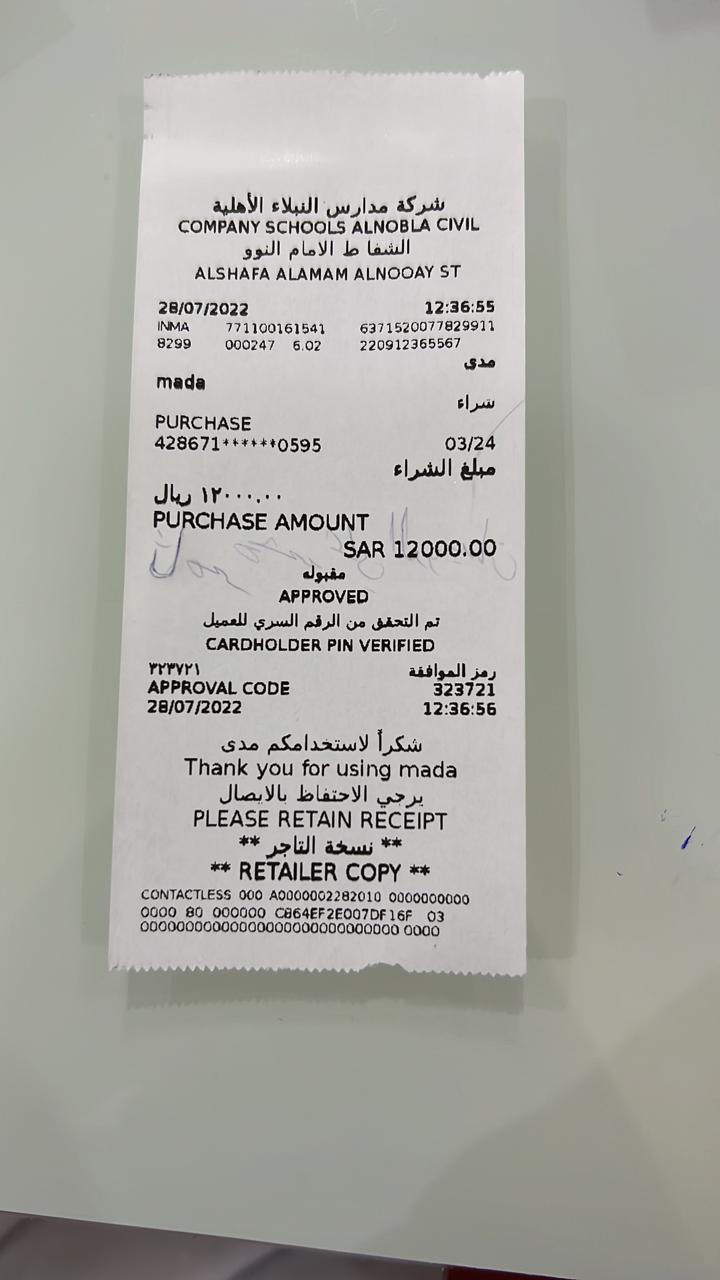 شركة مدارس النبلاء الأهلية
COMPANY SCHOOLS ALNOBLA CIVIL
الشفا ط الامام النوو
ALSHAFA ALAMAM ALNOOAY ST
28/07/2022 12:36:55
INMA 771100161541 6371520077829911
8299 000247 6.02 220912365567
مدى
mada
شراء
PURCHASE
428671******0595 03/24
مبلغ الشراء
١٢٠٠٠.٠٠ ريال
PURCHASE AMOUNT
SAR 12000.00
مقبوله
APPROVED
تم التحقق من الرقم السري للعميل
CARDHOLDER PIN VERIFIED
رمز الموافقة ٣٢٣٧٢١
APPROVAL CODE 323721
28/07/2022 12:36:56
شكراً لاستخدامكم مدى
Thank you for using mada
يرجي الاحتفاظ بالايصال
PLEASE RETAIN RECEIPT
** نسخة التاجر **
** RETAILER COPY **
CONTACTLESS 000 A0000002282010 0000000000
0000 80 000000 C864EF2E007DF16F 03
0000000000000000000000000000 0000